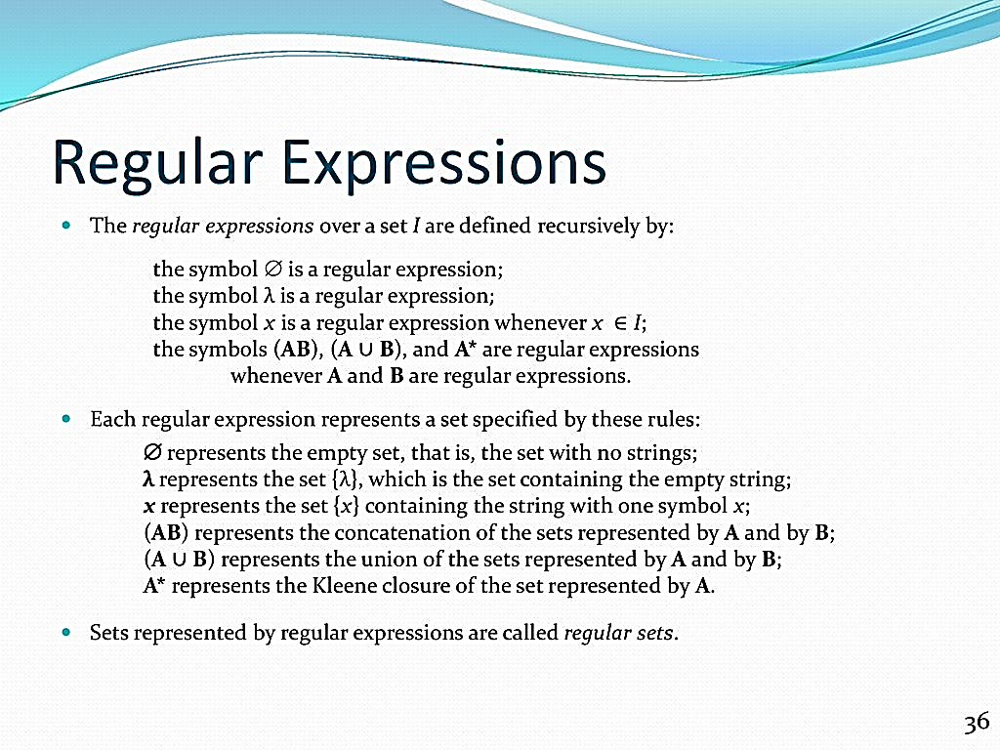 Regular Expressions
• The regular expressions over a set I are defined recursively by:
the symbol ∅ is a regular expression;
the symbol λ is a regular expression;
the symbol x is a regular expression whenever x ∈ I;
the symbols (AB), (A ∪ B), and A* are regular expressions
whenever A and B are regular expressions.
• Each regular expression represents a set specified by these rules:
∅ represents the empty set, that is, the set with no strings;
λ represents the set {λ}, which is the set containing the empty string;
x represents the set {x} containing the string with one symbol x;
(AB) represents the concatenation of the sets represented by A and by B;
(A ∪ B) represents the union of the sets represented by A and by B;
A* represents the Kleene closure of the set represented by A.
• Sets represented by regular expressions are called regular sets.
36